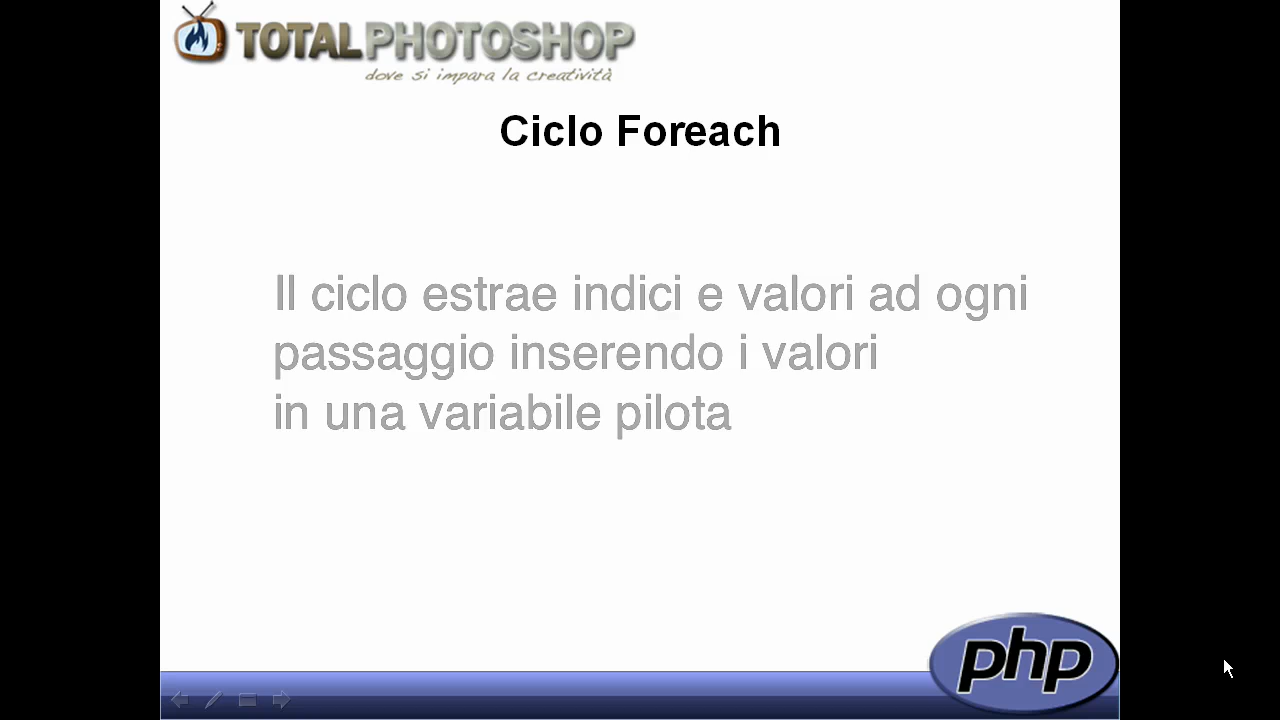 TOTALPHOTOSHOP
dove si impara la creatività
Ciclo Foreach
Il ciclo estrae indici e valori ad ogni
passaggio inserendo i valori
in una variabile pilota
php